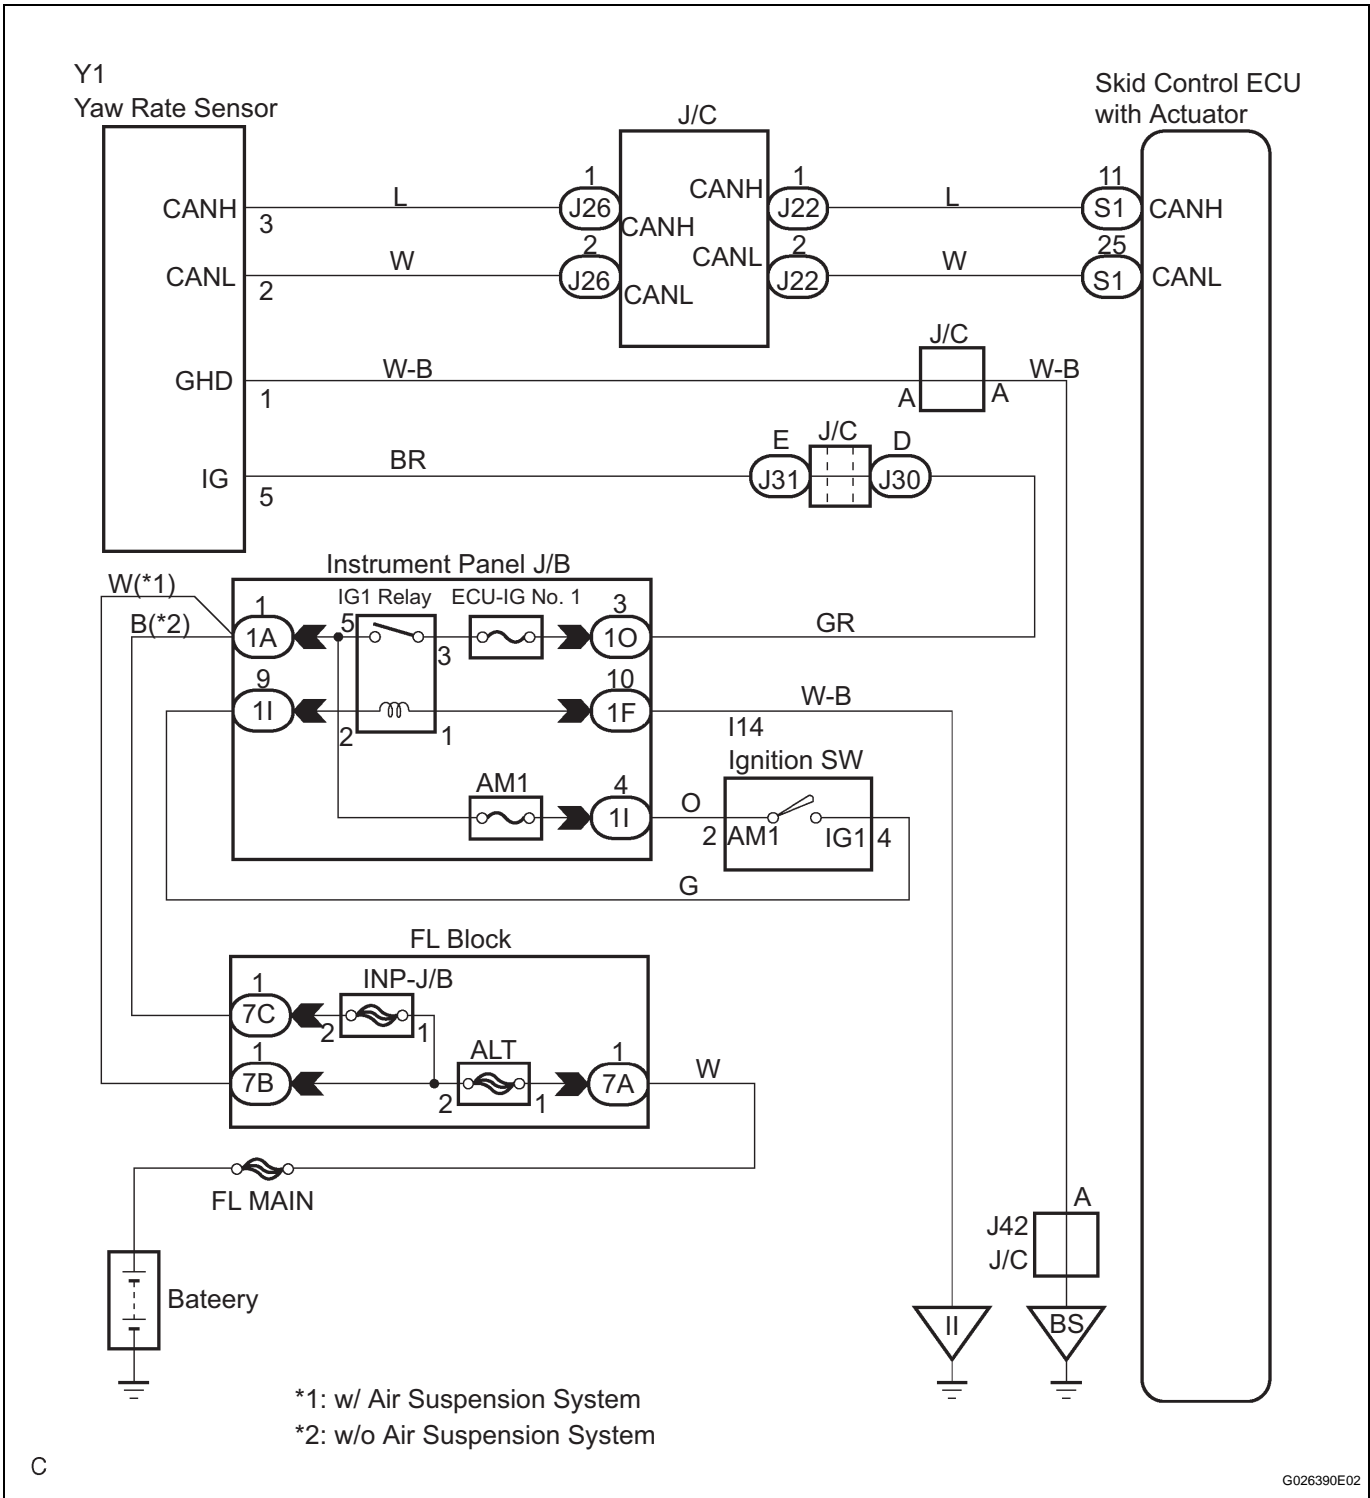 Y1
Yaw Rate Sensor
Skid Control ECU
with Actuator
J/C
CANH
3
L
1
J26
CANH
CANH
1
J22
L
11
S1
CANH
CANL
2
W
2
J26
CANL
CANL
2
J22
W
25
S1
CANL
GHD
1
W-B
J/C
A
A
W-B
IG
5
BR
E
J31
J/C
D
J30
Instrument Panel J/B
W(*1)
B(*2)
1
1A
IG1 Relay
5
3
ECU-IG No. 1
3
1O
GR
9
1I
2
1
10
1F
W-B
I14
Ignition SW
AM1
4
1I
O
2
AM1
IG1
4
G
FL Block
1
7C
INP-J/B
2
1
1
7B
ALT
2
1
1
7A
W
FL MAIN
A
J42
J/C
Bateery
II
BS
*1: w/ Air Suspension System
*2: w/o Air Suspension System
C
G026390E02